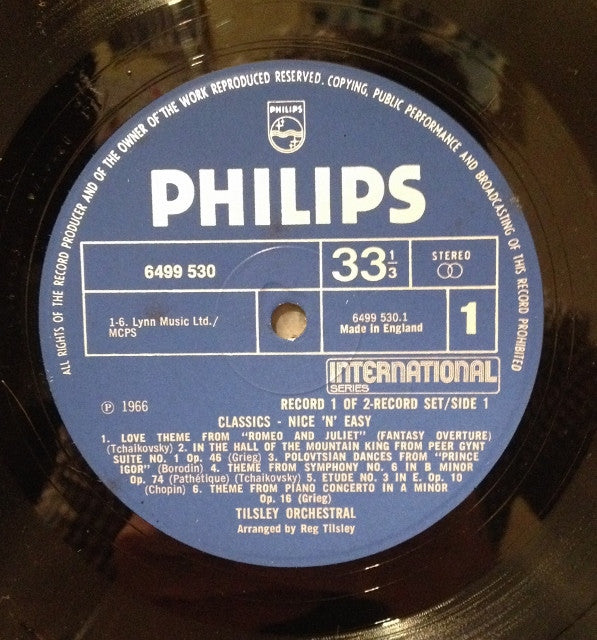 ALL RIGHTS OF THE RECORD PRODUCER AND OF THE OWNER OF THE WORK REPRODUCED RESERVED. COPYING, PUBLIC PERFORMANCE AND BROADCASTING OF THIS RECORD PROHIBITED
PHILIPS
PHILIPS
6499 530
33 1/3
STEREO
1-6. Lynn Music Ltd./
MCPS
6499 530.1
Made in England
1
INTERNATIONAL
SERIES
Ⓟ 1966
RECORD 1 OF 2-RECORD SET/SIDE 1
CLASSICS - NICE 'N' EASY
1. LOVE THEME FROM "ROMEO AND JULIET" (FANTASY OVERTURE)
(Tchaikovsky) 2. IN THE HALL OF THE MOUNTAIN KING FROM PEER GYNT
SUITE NO. 1 Op. 46 (Grieg) 3. POLOVTSIAN DANCES FROM "PRINCE
IGOR" (Borodin) 4. THEME FROM SYMPHONY NO. 6 IN B MINOR
Op. 74 (Pathétique) (Tchaikovsky) 5. ETUDE NO. 3 IN E. Op. 10
(Chopin) 6. THEME FROM PIANO CONCERTO IN A MINOR
Op. 16 (Grieg)
TILSLEY ORCHESTRAL
Arranged by Reg Tilsley